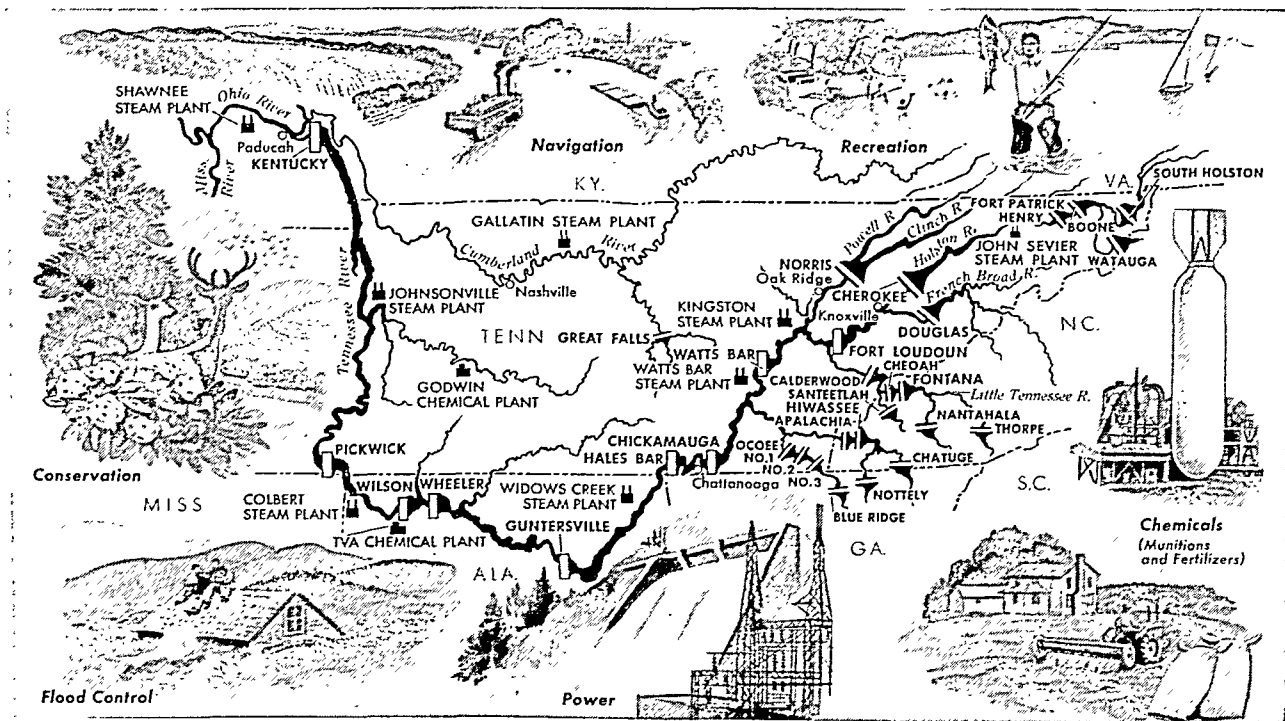 SHAWNEE
STEAM PLANT
Ohio River
Paducah
KENTUCKY
Miss.
River
Navigation
Recreation
KY.
VA.
SOUTH HOLSTON
GALLATIN STEAM PLANT
Powell R.
Clinch R.
FORT PATRICK
HENRY
BOONE
Holston R.
JOHN SEVIER
STEAM PLANT
WATAUGA
Cumberland River
NORRIS
Oak Ridge
French Broad R.
Nashville
CHEROKEE
Tennessee River
JOHNSONVILLE
STEAM PLANT
KINGSTON
STEAM PLANT
Knoxville
N.C.
TENN
GREAT FALLS
DOUGLAS
WATTS BAR
FORT LOUDOUN
WATTS BAR
STEAM PLANT
CHEOAH
CALDERWOOD
FONTANA
GODWIN
CHEMICAL PLANT
SANTEETLAH
Little Tennessee R.
HIWASSEE
NANTAHALA
APALACHIA
THORPE
PICKWICK
CHICKAMAUGA
HALES BAR
OCOEE
NO.1
NO.2
NO.3
CHATUGE
Conservation
Chattanooga
MISS
WILSON
WHEELER
COLBERT
STEAM PLANT
WIDOWS CREEK
STEAM PLANT
NOTTELY
S.C.
BLUE RIDGE
TVA CHEMICAL PLANT
GUNTERSVILLE
GA.
Chemicals
(Munitions
and Fertilizers)
ALA.
Flood Control
Power